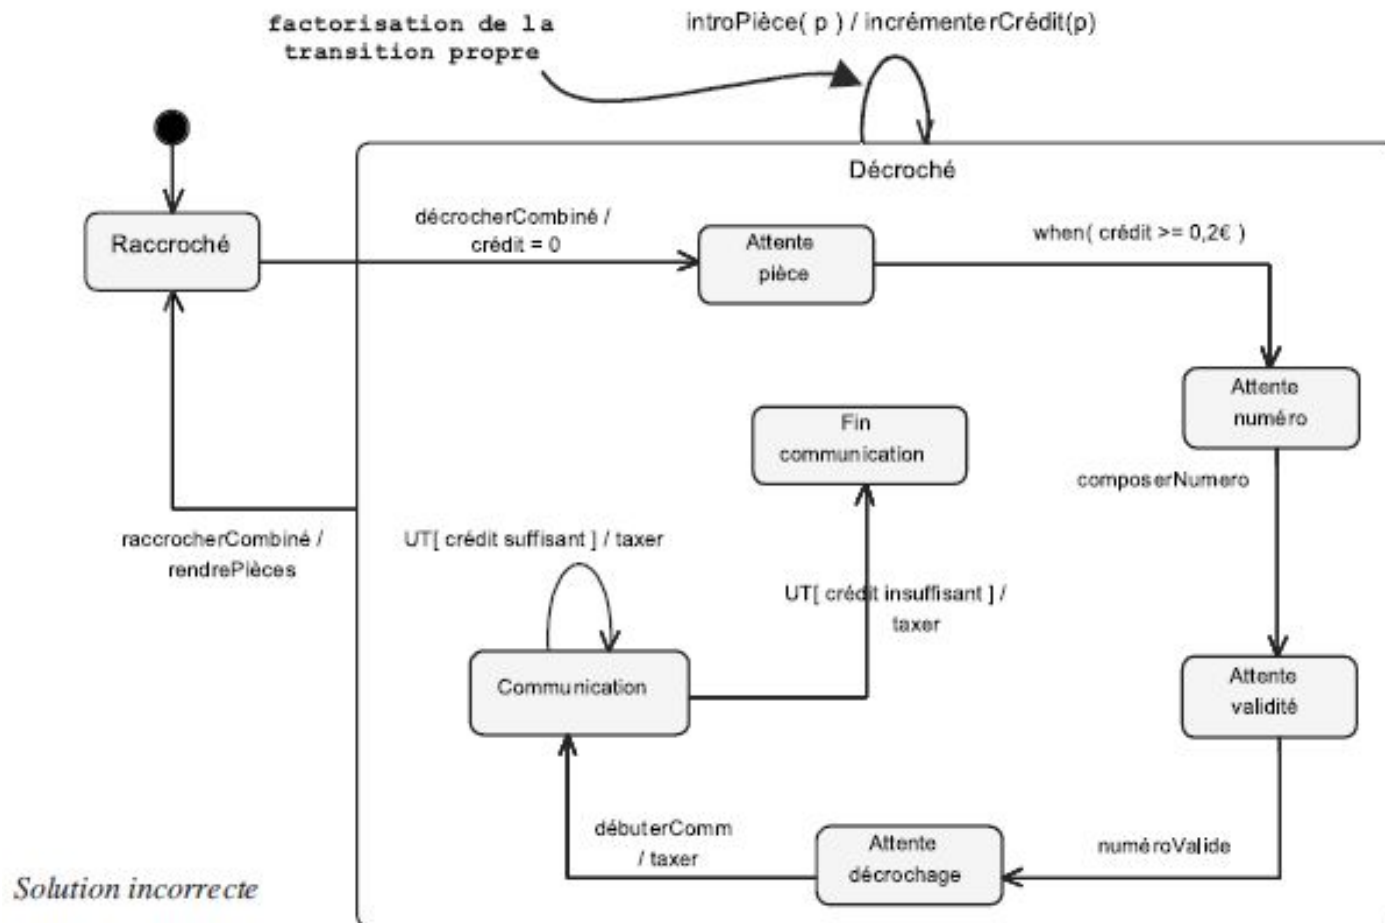 factorisation de la
transition propre
introPièce( p ) / incrémenterCrédit(p)
Décroché
Raccroché
décrocherCombiné /
crédit = 0
Attente
pièce
when( crédit >= 0,2€ )
Attente
numéro
Fin
communication
composerNumero
raccrocherCombiné /
rendrePièces
UT[ crédit suffisant ] / taxer
UT[ crédit insuffisant ] /
taxer
Communication
Attente
validité
débuterComm
/ taxer
Attente
décrochage
numéroValide
Solution incorrecte